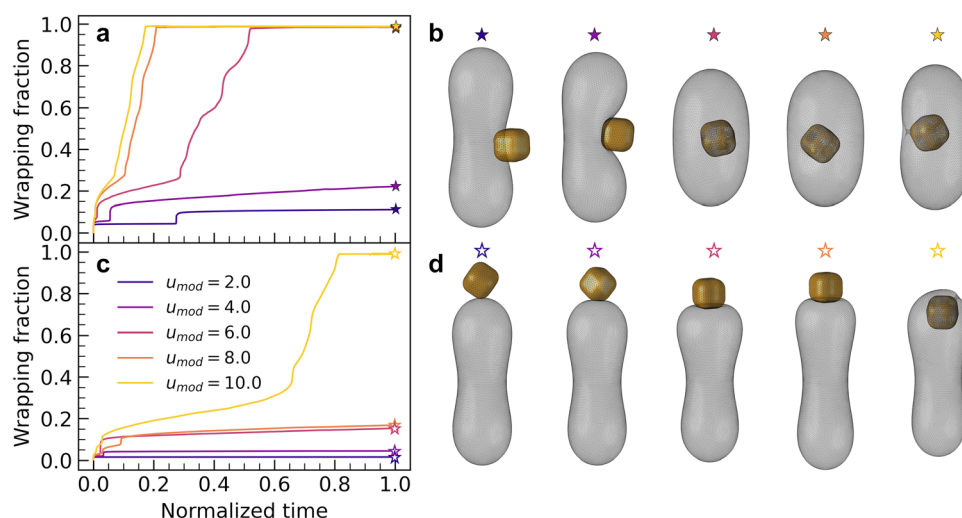 a
b
Wrapping fraction
1.0
0.8
0.6
0.4
0.2
0.0
c
d
Wrapping fraction
1.0
0.8
0.6
0.4
0.2
0.0
u_mod = 2.0
u_mod = 4.0
u_mod = 6.0
u_mod = 8.0
u_mod = 10.0
0.0 0.2 0.4 0.6 0.8 1.0
Normalized time